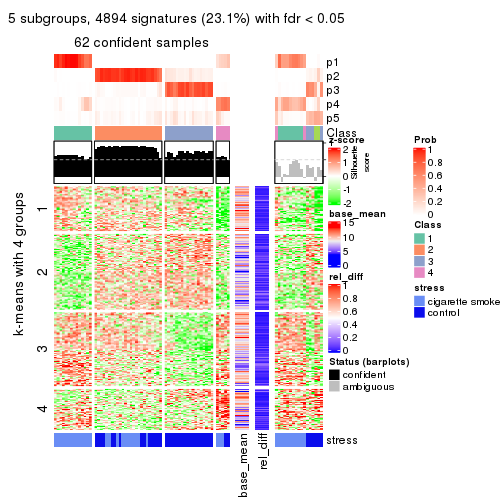 5 subgroups, 4894 signatures (23.1%) with fdr < 0.05
62 confident samples
p1
p2
p3
p4
p5
Class
z-score
2
1
0
-1
-2
Silhouette
score
base_mean
15
10
5
0
rel_diff
1
0.8
0.6
0.4
0.2
0
Status (barplots)
confident
ambiguous
Prob
1
0.8
0.6
0.4
0.2
0
Class
1
2
3
4
stress
cigarette smoke
control
k-means with 4 groups
1
2
3
4
stress
base_mean
rel_diff